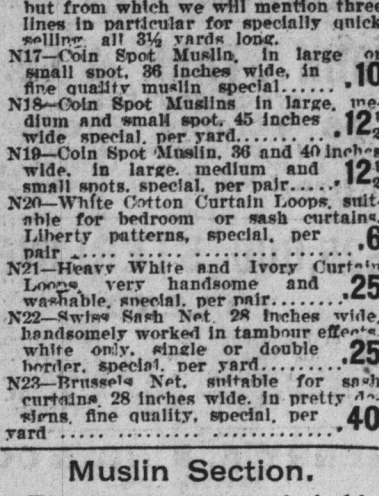 but from which we will mention three
lines in particular for specially quick
selling, all 3½ yards long.
N17—Coin Spot Muslin, in large or
small spot, 36 inches wide, in
fine quality muslin special...... .10
N18—Coin Spot Muslins in large, me-
dium and small spot, 45 inches
wide special, per yard........ .12½
N19—Coin Spot Muslin, 36 and 40 inches
wide, in large, medium and
small spots, special, per pair...... .12½
N20—White Cotton Curtain Loops, suit-
able for bedroom or sash curtains,
Liberty patterns, special, per
pair .................... .6
N21—Heavy White and Ivory Curtain
Loops, very handsome and
washable, special, per pair........ .25
N22—Swiss Sash Net, 28 inches wide,
handsomely worked in tambour effects,
white only, single or double
border, special, per yard........ .25
N23—Brussels Net, suitable for sash
curtains, 28 inches wide, in pretty de-
signs, fine quality, special, per
yard .................... .40
Muslin Section.